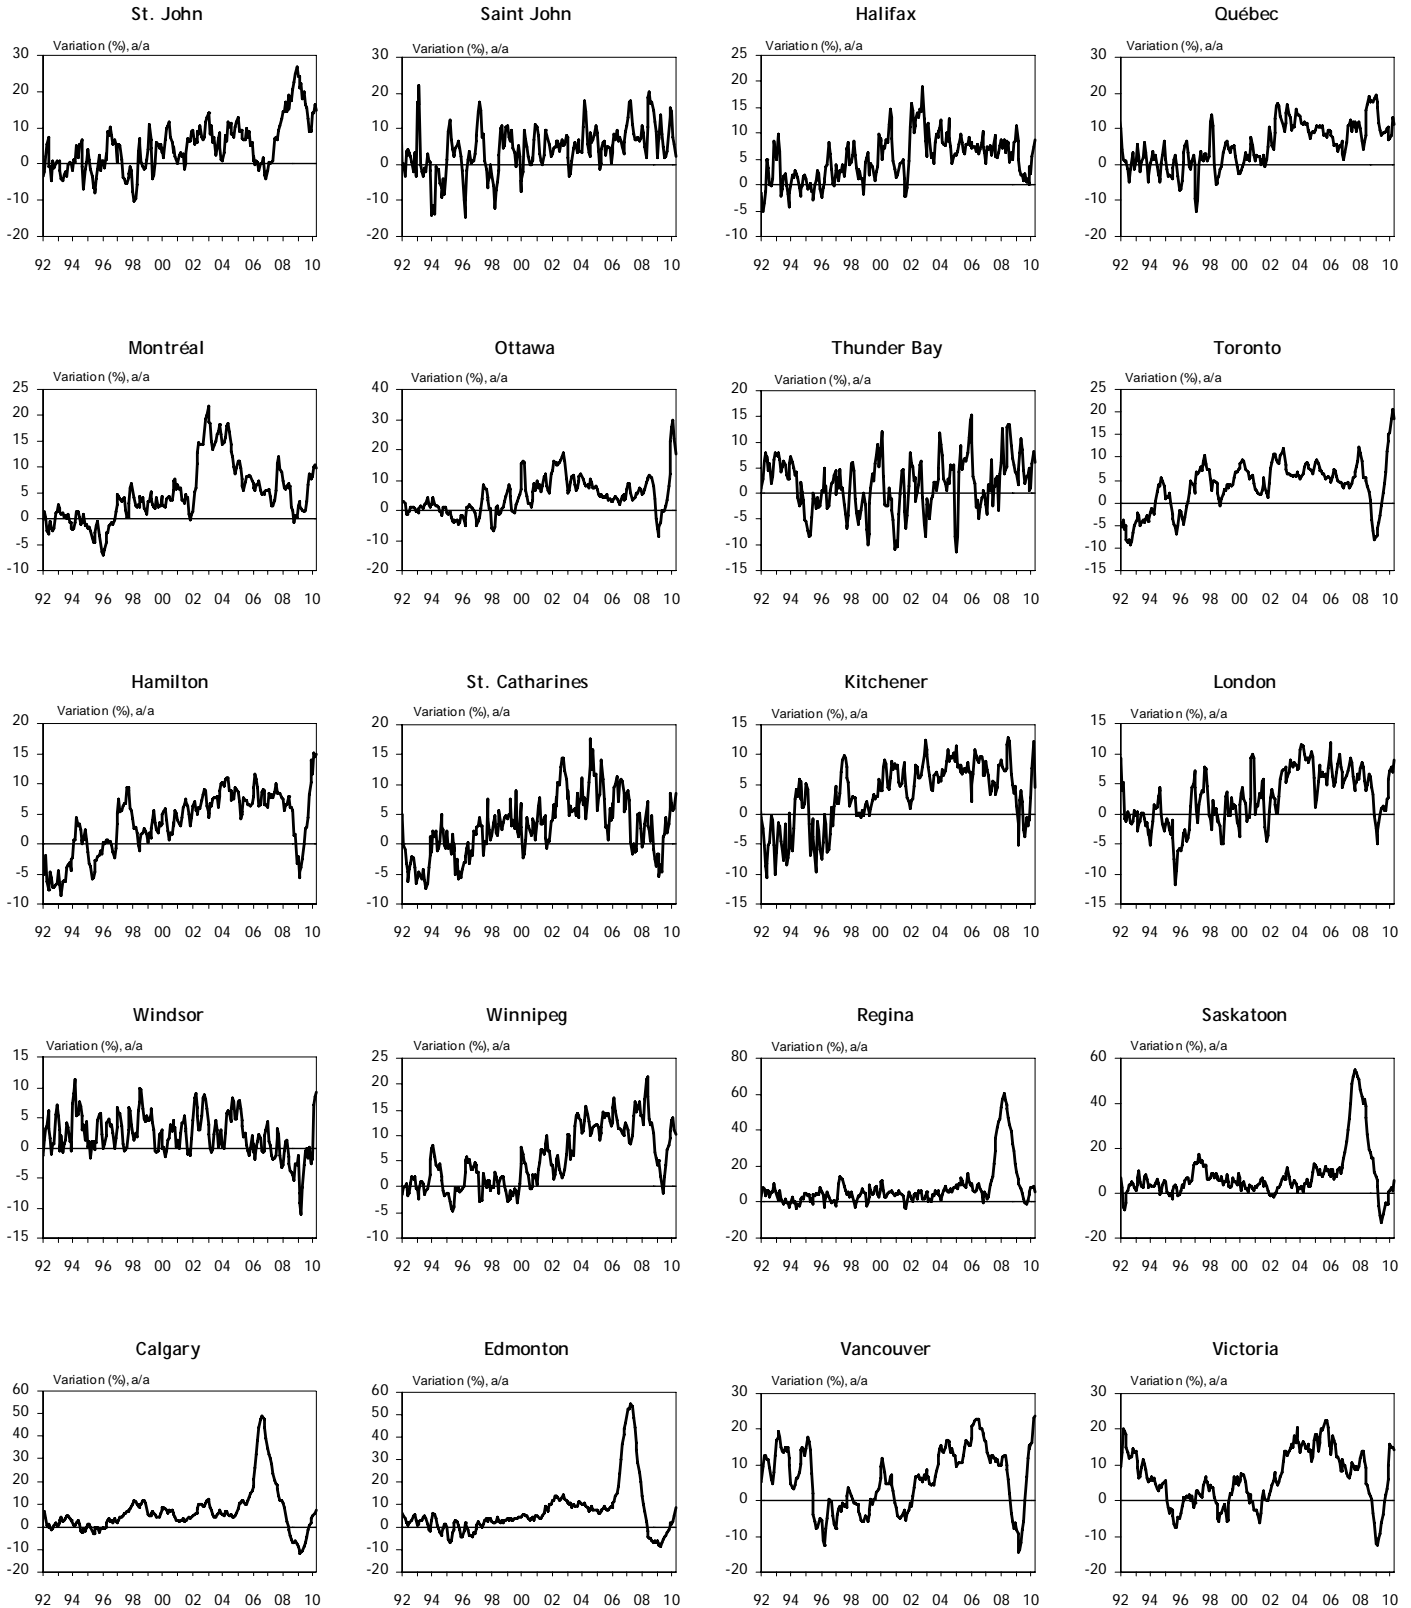 St. John
Saint John
Halifax
Québec
Variation (%), a/a
Variation (%), a/a
Variation (%), a/a
Variation (%), a/a
30
20
10
0
-10
-20
30
20
10
0
-10
-20
25
20
15
10
5
0
-5
-10
30
20
10
0
-10
-20
92 94 96 98 00 02 04 06 08 10
92 94 96 98 00 02 04 06 08 10
92 94 96 98 00 02 04 06 08 10
92 94 96 98 00 02 04 06 08 10
Montréal
Ottawa
Thunder Bay
Toronto
Variation (%), a/a
Variation (%), a/a
Variation (%), a/a
Variation (%), a/a
25
20
15
10
5
0
-5
-10
40
30
20
10
0
-10
-20
20
15
10
5
0
-5
-10
-15
25
20
15
10
5
0
-5
-10
-15
92 94 96 98 00 02 04 06 08 10
92 94 96 98 00 02 04 06 08 10
92 94 96 98 00 02 04 06 08 10
92 94 96 98 00 02 04 06 08 10
Hamilton
St. Catharines
Kitchener
London
Variation (%), a/a
Variation (%), a/a
Variation (%), a/a
Variation (%), a/a
20
15
10
5
0
-5
-10
20
15
10
5
0
-5
-10
15
10
5
0
-5
-10
-15
15
10
5
0
-5
-10
-15
92 94 96 98 00 02 04 06 08 10
92 94 96 98 00 02 04 06 08 10
92 94 96 98 00 02 04 06 08 10
92 94 96 98 00 02 04 06 08 10
Windsor
Winnipeg
Regina
Saskatoon
Variation (%), a/a
Variation (%), a/a
Variation (%), a/a
Variation (%), a/a
15
10
5
0
-5
-10
-15
25
20
15
10
5
0
-5
-10
80
60
40
20
0
-20
60
40
20
0
-20
92 94 96 98 00 02 04 06 08 10
92 94 96 98 00 02 04 06 08 10
92 94 96 98 00 02 04 06 08 10
92 94 96 98 00 02 04 06 08 10
Calgary
Edmonton
Vancouver
Victoria
Variation (%), a/a
Variation (%), a/a
Variation (%), a/a
Variation (%), a/a
60
50
40
30
20
10
0
-10
-20
60
50
40
30
20
10
0
-10
-20
30
20
10
0
-10
-20
30
20
10
0
-10
-20
92 94 96 98 00 02 04 06 08 10
92 94 96 98 00 02 04 06 08 10
92 94 96 98 00 02 04 06 08 10
92 94 96 98 00 02 04 06 08 10